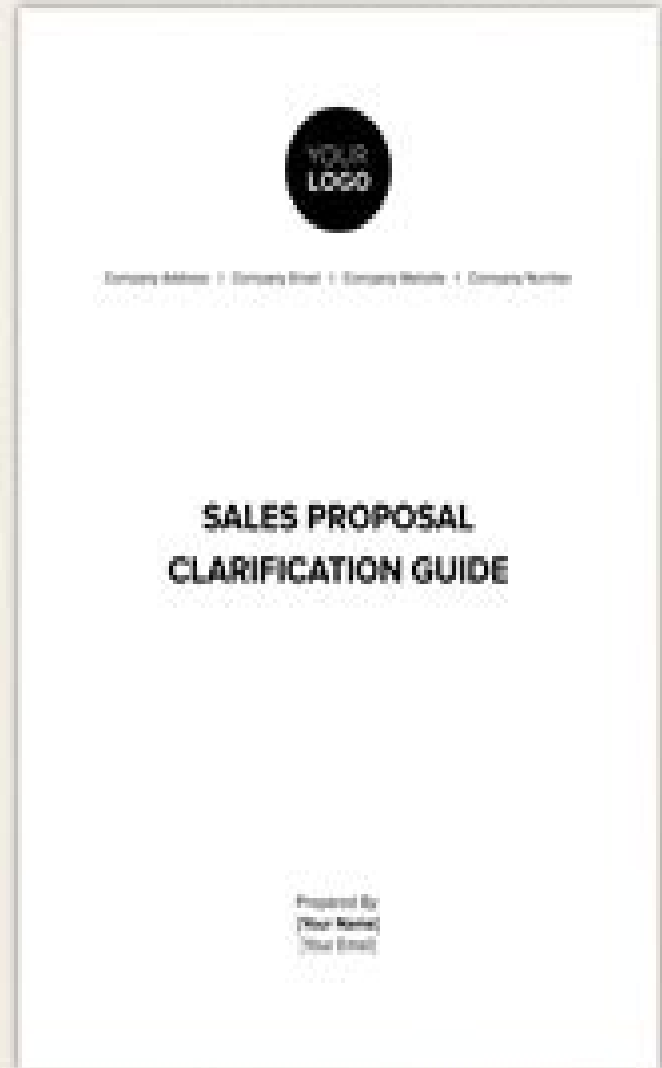 YOUR
LOGO
Company Address | Company Email | Company Website | Company Number
SALES PROPOSAL
CLARIFICATION GUIDE
Prepared By
[Your Name]
[Your Email]